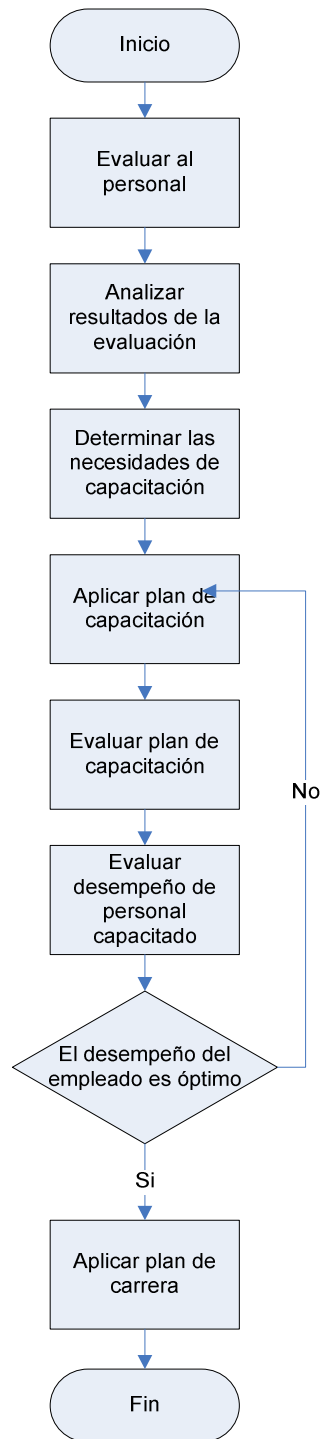 Inicio
Evaluar al
personal
Analizar
resultados de la
evaluación
Determinar las
necesidades de
capacitación
Aplicar plan de
capacitación
Evaluar plan de
capacitación
No
Evaluar
desempeño de
personal
capacitado
El desempeño del
empleado es óptimo
Si
Aplicar plan de
carrera
Fin